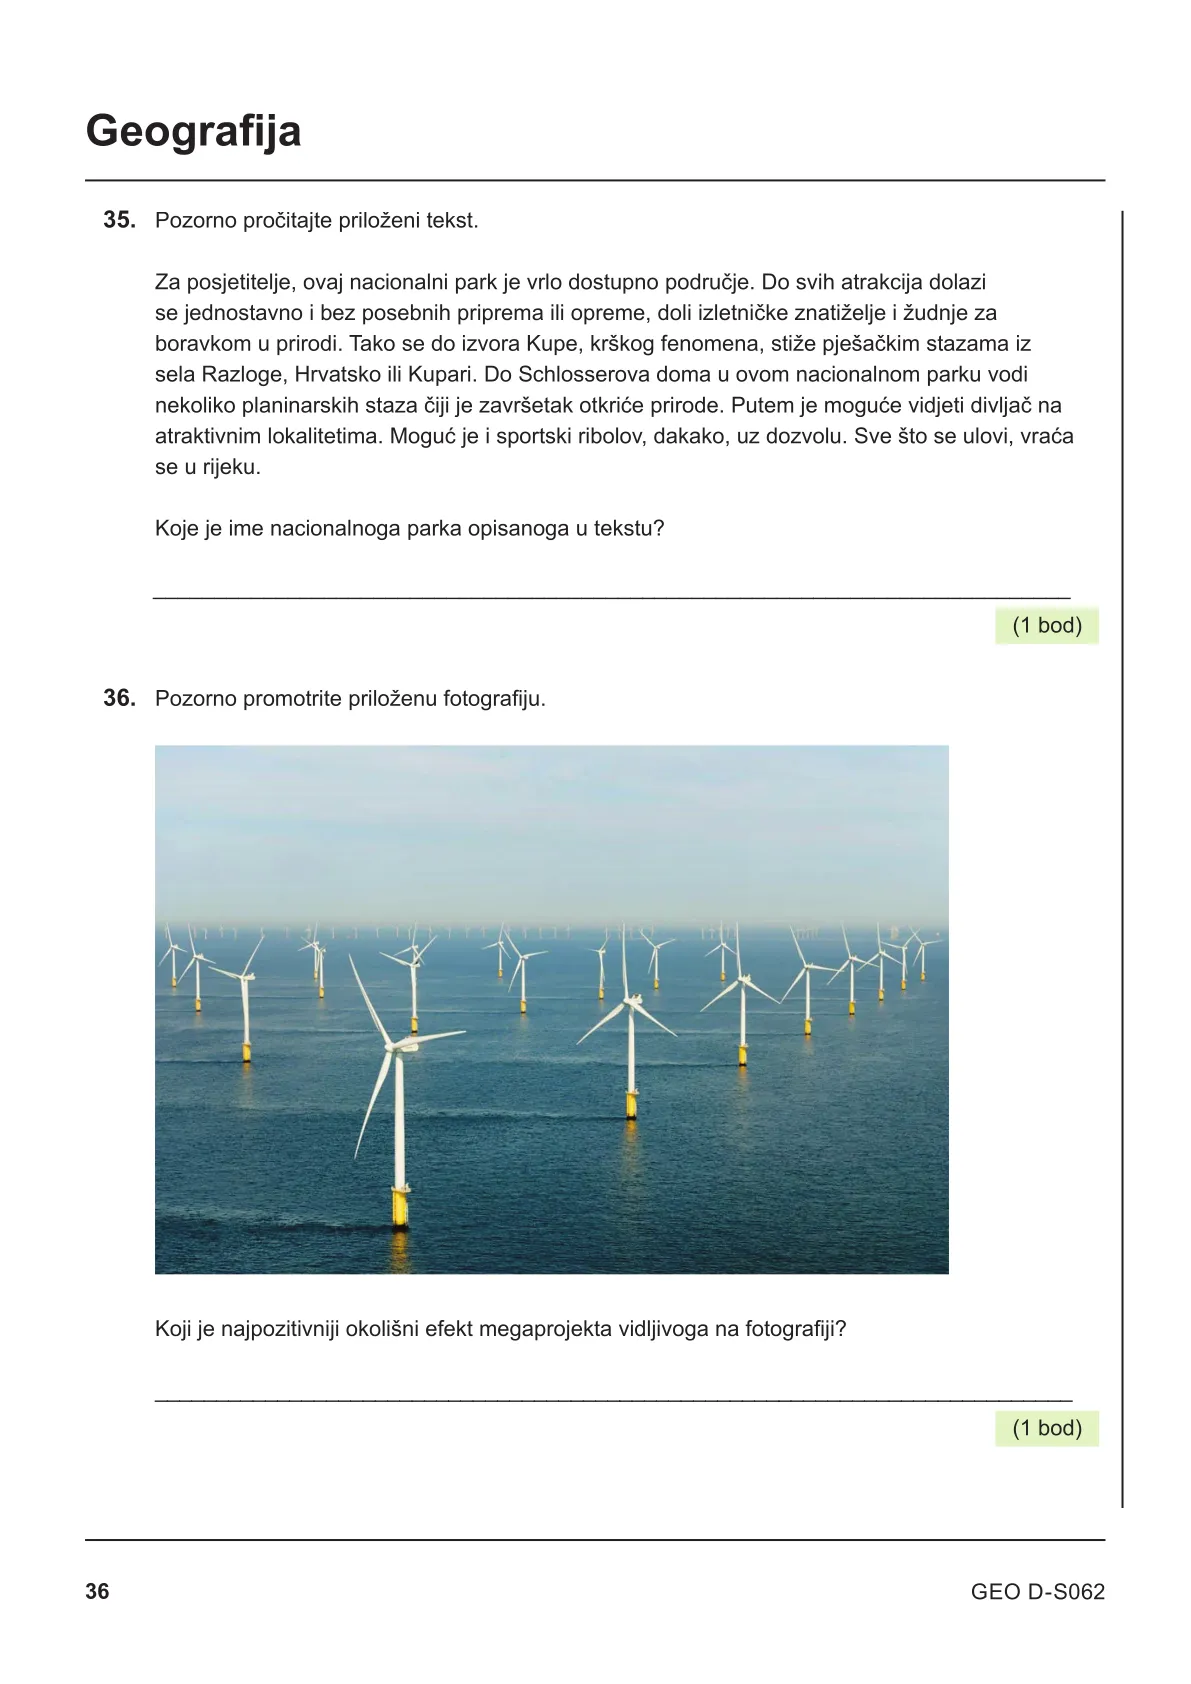 Geografija
35. Pozorno pročitajte priloženi tekst.
Za posjetitelje, ovaj nacionalni park je vrlo dostupno područje. Do svih atrakcija dolazi
se jednostavno i bez posebnih priprema ili opreme, doli izletničke znatiželje i žudnje za
boravkom u prirodi. Tako se do izvora Kupe, krškog fenomena, stiže pješačkim stazama iz
sela Razloge, Hrvatsko ili Kupari. Do Schlosserova doma u ovom nacionalnom parku vodi
nekoliko planinarskih staza čiji je završetak otkriće prirode. Putem je moguće vidjeti divljač na
atraktivnim lokalitetima. Moguć je i sportski ribolov, dakako, uz dozvolu. Sve što se ulovi, vraća
se u rijeku.
Koje je ime nacionalnoga parka opisanoga u tekstu?
(1 bod)
36. Pozorno promotrite priloženu fotografiju.
Koji je najpozitivniji okolišni efekt megaprojekta vidljivoga na fotografiji?
(1 bod)
36
GEO D-S062